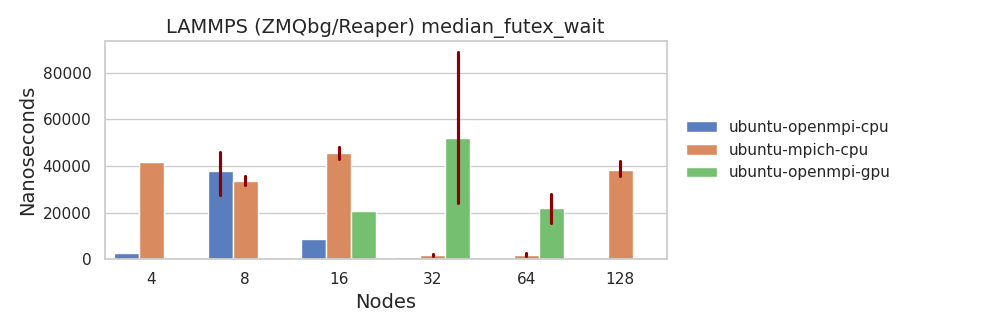 LAMMPS (ZMQbg/Reaper) median_futex_wait
Nanoseconds
80000
60000
40000
20000
0
4 8 16 32 64 128
Nodes
ubuntu-openmpi-cpu
ubuntu-mpich-cpu
ubuntu-openmpi-gpu